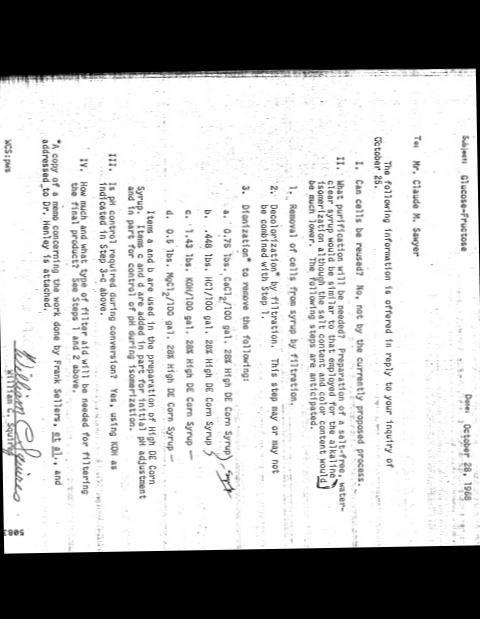 Subject: Glucose-Fructose
Date: October 28, 1968
To: Mr. Claude M. Sawyer
The following information is offered in reply to your inquiry of
October 25.
I. Can cells be reused? No, not by the currently proposed process.
II. What purification will be needed? Preparation of a salt-free, water-
clear syrup would be similar to that employed for the alkaline
isomerization although the salt content and color content would
be much lower. The following steps are anticipated.
1. Removal of cells from syrup by filtration.
2. Decolorization* by filtration. This step may or may not
be combined with Step 1.
3. Dionization* to remove the following:
a. 0.75 lbs. CaCl2/100 gal. 28% High DE Corn Syrup
b. .448 lbs. HCl/100 gal. 28% High DE Corn Syrup
c. 1.43 lbs. KOH/100 gal. 28% High DE Corn Syrup —
d. 0.5 lbs. MgCl2/100 gal. 28% High DE Corn Syrup —
Items a and b are used in the preparation of High DE Corn
Syrup. Items c and d are added in part for initial pH adjustment
and in part for control of pH during isomerization.
III. Is pH control required during conversion? Yes, using KOH as
indicated in Step 3-c above.
IV. How much and what type of filter aid will be needed for filtering
the final product? See Steps 1 and 2 above.
*A copy of a memo concerning the work done by Frank Sellers, et al., and
addressed to Dr. Henley is attached.
William C. Squires
William C. Squires
WCS:pws